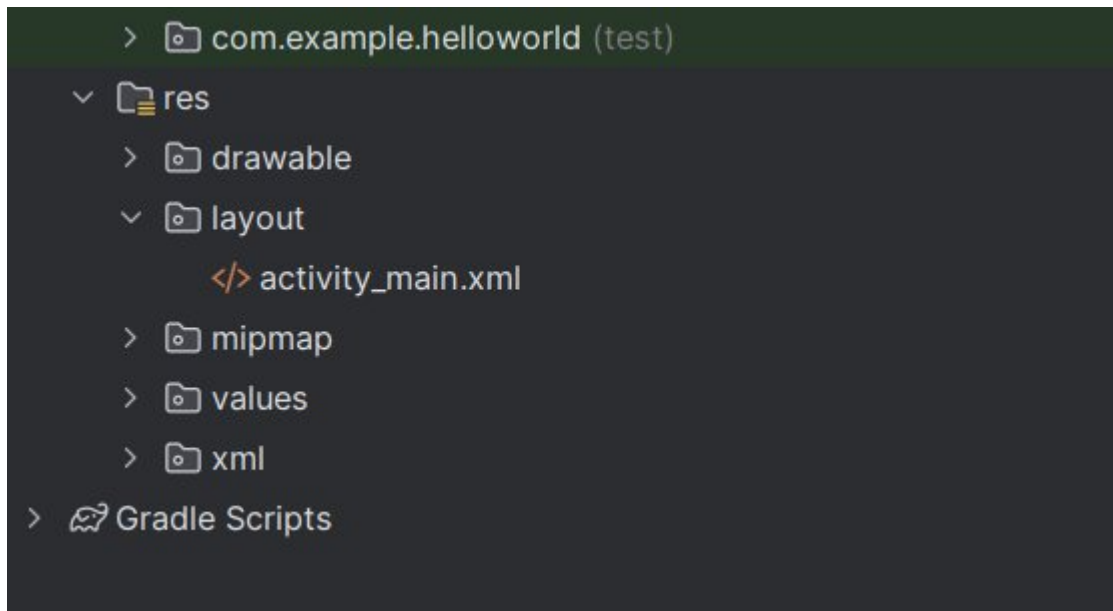 com.example.helloworld (test)
res
drawable
layout
activity_main.xml
mipmap
values
xml
Gradle Scripts